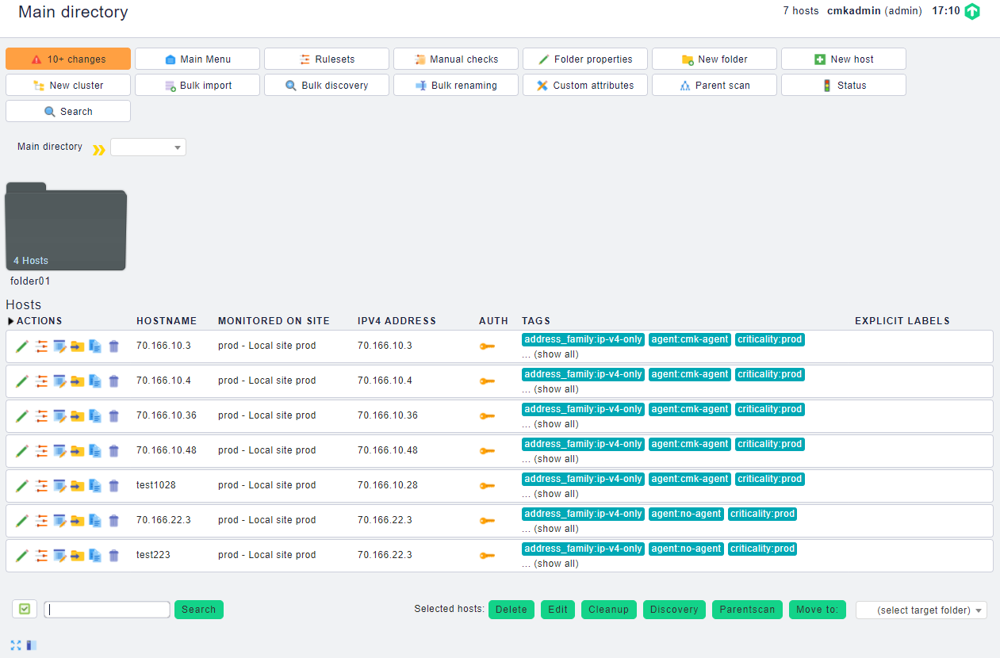 Main directory
7 hosts cmkadmin (admin) 17:10
10+ changes Main Menu Rulesets Manual checks Folder properties New folder New host
New cluster Bulk import Bulk discovery Bulk renaming Custom attributes Parent scan Status
Search
Main directory
4 Hosts
folder01
Hosts
ACTIONS HOSTNAME MONITORED ON SITE IPV4 ADDRESS AUTH TAGS EXPLICIT LABELS
70.166.10.3 prod - Local site prod 70.166.10.3 address_family:ip-v4-only agent:cmk-agent criticality:prod
... (show all)
70.166.10.4 prod - Local site prod 70.166.10.4 address_family:ip-v4-only agent:cmk-agent criticality:prod
... (show all)
70.166.10.36 prod - Local site prod 70.166.10.36 address_family:ip-v4-only agent:cmk-agent criticality:prod
... (show all)
70.166.10.48 prod - Local site prod 70.166.10.48 address_family:ip-v4-only agent:cmk-agent criticality:prod
... (show all)
test1028 prod - Local site prod 70.166.10.28 address_family:ip-v4-only agent:cmk-agent criticality:prod
... (show all)
70.166.22.3 prod - Local site prod 70.166.22.3 address_family:ip-v4-only agent:no-agent criticality:prod
... (show all)
test223 prod - Local site prod 70.166.22.3 address_family:ip-v4-only agent:no-agent criticality:prod
... (show all)
Search Selected hosts: Delete Edit Cleanup Discovery Parentscan Move to: (select target folder)